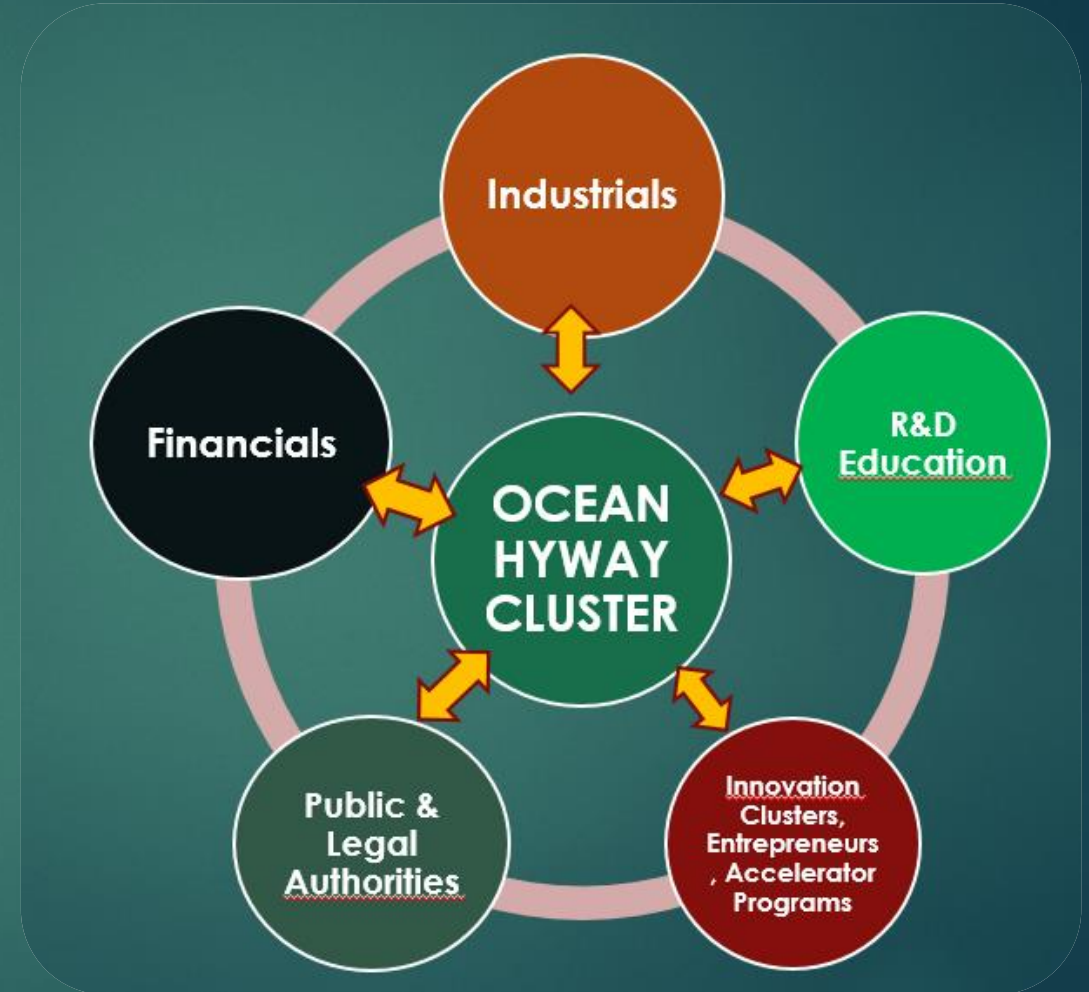 Industrials
Financials
R&D
Education
OCEAN
HYWAY
CLUSTER
Public &
Legal
Authorities
Innovation
Clusters,
Entrepreneurs
, Accelerator
Programs